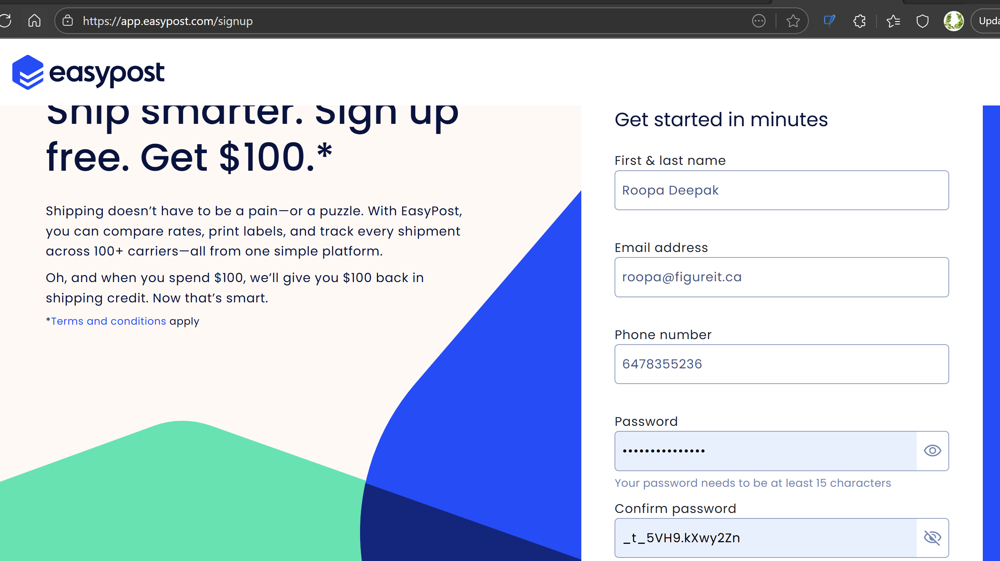 https://app.easypost.com/signup
Upda
easypost
Ship smarter. Sign up
free. Get $100.*
Shipping doesn’t have to be a pain—or a puzzle. With EasyPost,
you can compare rates, print labels, and track every shipment
across 100+ carriers—all from one simple platform.
Oh, and when you spend $100, we’ll give you $100 back in
shipping credit. Now that’s smart.
*Terms and conditions apply
Get started in minutes
First & last name
Roopa Deepak
Email address
roopa@figureit.ca
Phone number
6478355236
Password
•••••••••••••••
Your password needs to be at least 15 characters
Confirm password
_t_5VH9.kXwy2Zn